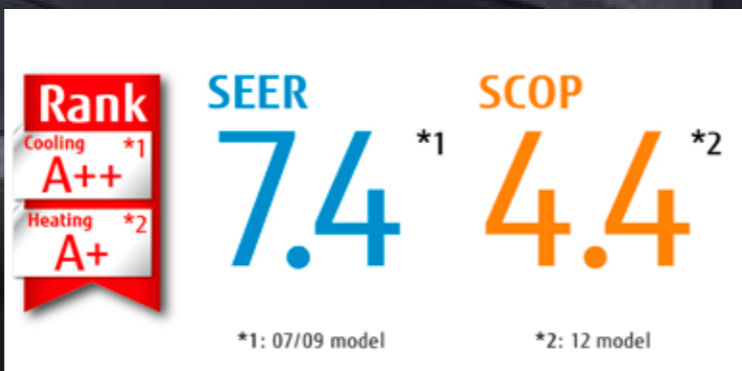 Rank
Cooling *1
A++
Heating *2
A+
SEER
7.4 *1
SCOP
4.4 *2
*1: 07/09 model
*2: 12 model